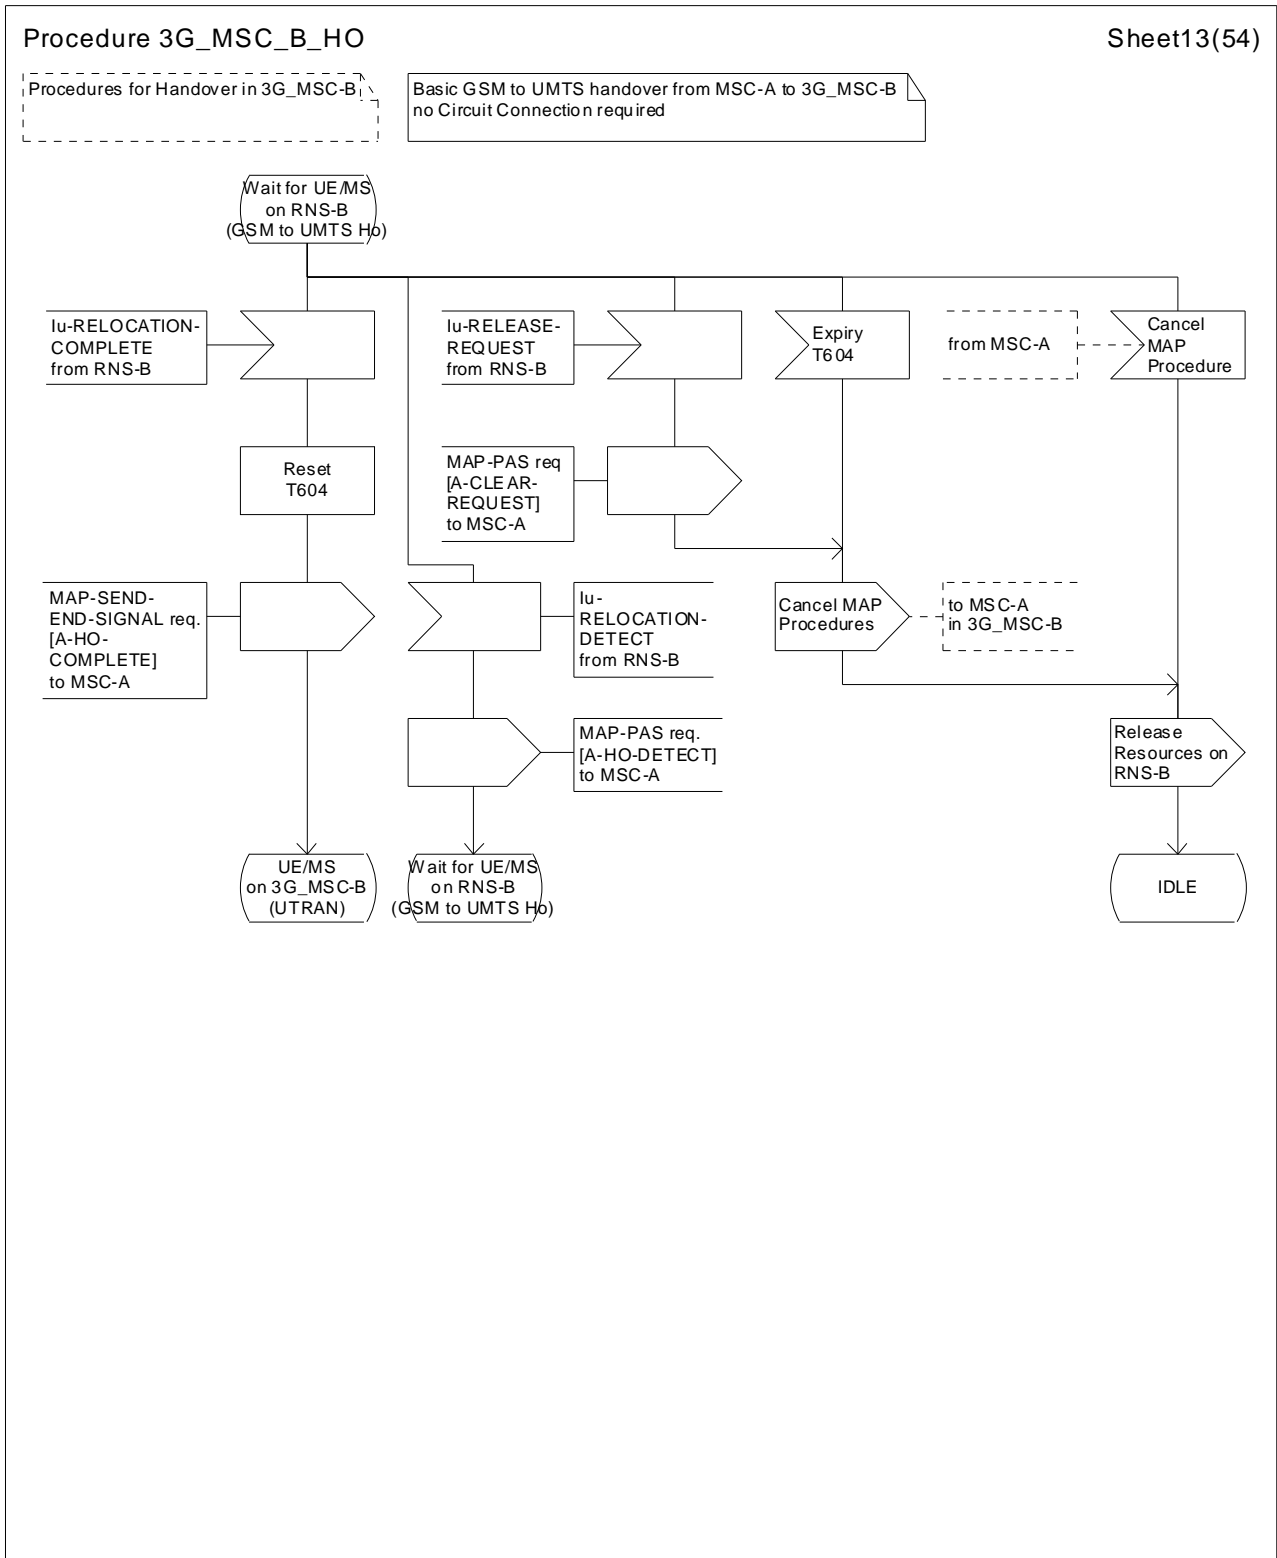 Procedure 3G_MSC_B_HO
Sheet13(54)
Procedures for Handover in 3G_MSC-B
Basic GSM to UMTS handover from MSC-A to 3G_MSC-B
no Circuit Connection required
Wait for UE/MS
on RNS-B
(GSM to UMTS Ho)
Iu-RELOCATION-
COMPLETE
from RNS-B
Iu-RELEASE-
REQUEST
from RNS-B
Expiry
T604
from MSC-A
Cancel
MAP
Procedure
Reset
T604
MAP-PAS req
[A-CLEAR-
REQUEST]
to MSC-A
MAP-SEND-
END-SIGNAL req.
[A-HO-
COMPLETE]
to MSC-A
Iu-
RELOCATION-
DETECT
from RNS-B
Cancel MAP
Procedures
to MSC-A
in 3G_MSC-B
MAP-PAS req.
[A-HO-DETECT]
to MSC-A
Release
Resources on
RNS-B
UE/MS
on 3G_MSC-B
(UTRAN)
Wait for UE/MS
on RNS-B
(GSM to UMTS Ho)
IDLE